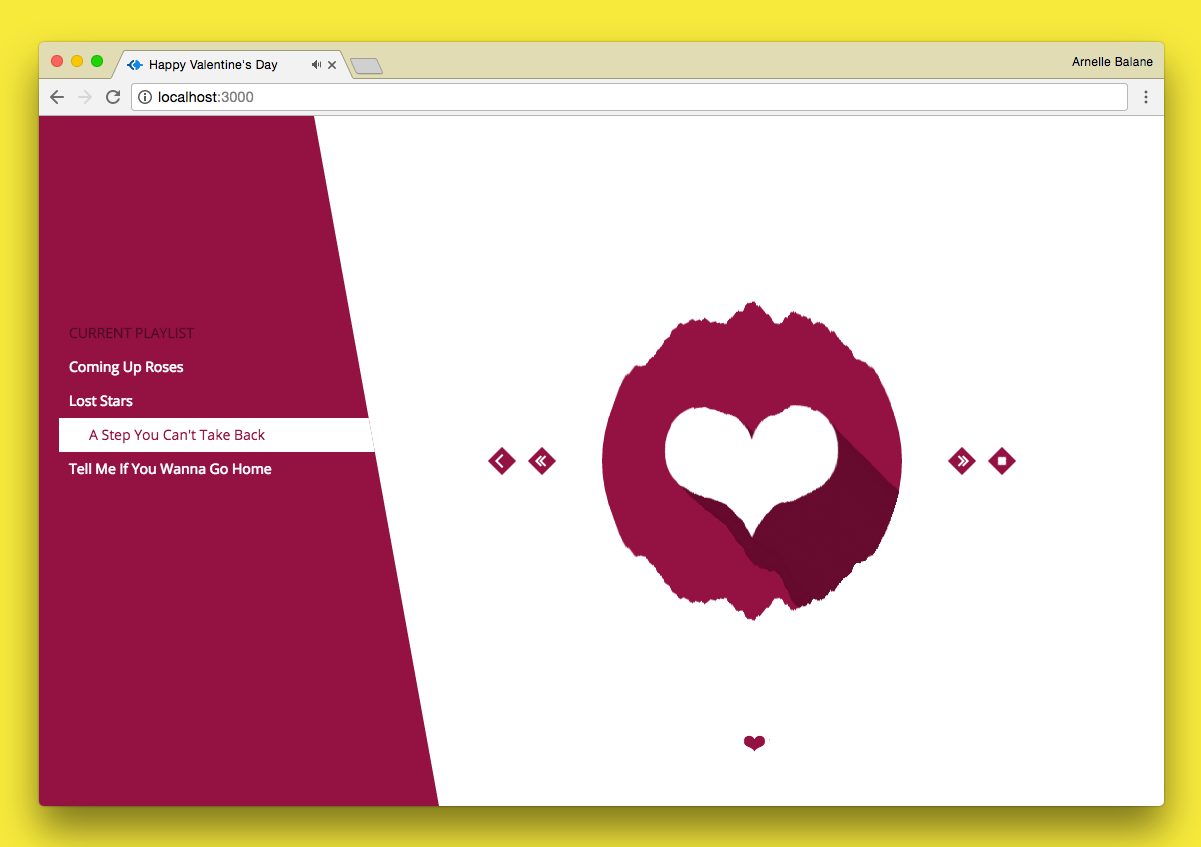 Happy Valentine's Day
Arnelle Balane
localhost:3000
CURRENT PLAYLIST
Coming Up Roses
Lost Stars
A Step You Can't Take Back
Tell Me If You Wanna Go Home